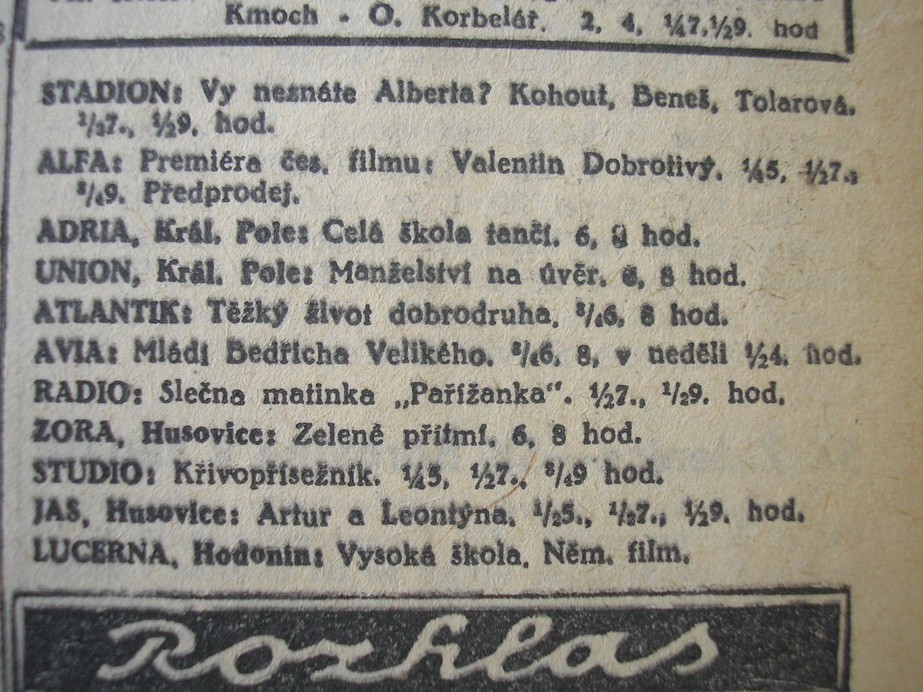 Kmoch - O. Korbelář. 2, 4, ¼7, ½9. hod
STADION: Vy neznáte Alberta? Kohout, Beneš, Tolarová.
½7., ½9. hod.
ALFA: Premiéra čes. filmu: Valentin Dobrotivý. ¼5, ½7.,
¾9. Předprodej.
ADRIA, Král. Pole: Celá škola tančí. 6, 8 hod.
UNION, Král. Pole: Manželství na úvěr. 6, 8 hod.
ATLANTIK: Těžký život dobrodruha. ¾6, 8 hod.
AVIA: Mládí Bedřicha Velikého. ¾6, 8, v neděli ½4. hod.
RADIO: Slečna matinka „Pařížanka“. ½7., ½9. hod.
ZORA, Husovice: Zelené přítmí. 6, 8 hod.
STUDIO: Křivopřísežník. ¼5, ½7., ¾9 hod.
JAS, Husovice: Artur a Leontýna. ½5., ½7., ½9. hod.
LUCERNA, Hodonín: Vysoká škola. Něm. film.
Rozhlas